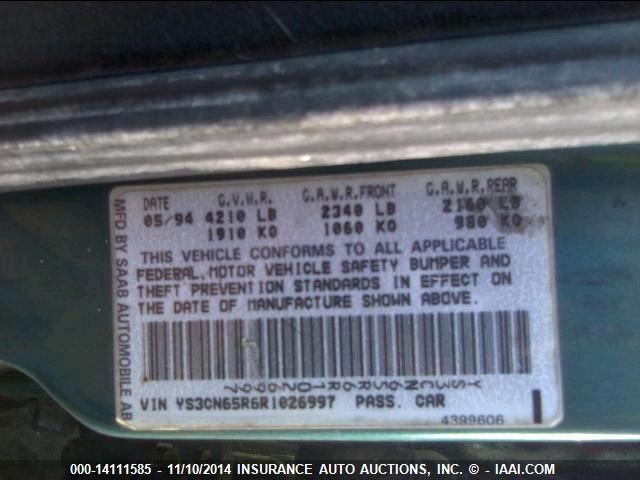 DATE G.V.W.R. G.A.W.R.FRONT G.A.W.R.REAR
05/94 4210 LB 2340 LB 2160 LB
1910 KG 1060 KG 980 KG
THIS VEHICLE CONFORMS TO ALL APPLICABLE
FEDERAL MOTOR VEHICLE SAFETY BUMPER AND
THEFT PREVENTION STANDARDS IN EFFECT ON
THE DATE OF MANUFACTURE SHOWN ABOVE.
YS3CN65R6R1026997
VIN YS3CN65R6R1026997 PASS. CAR
4399606
MFD BY SAAB AUTOMOBILE AB
000-14111585 - 11/10/2014 INSURANCE AUTO AUCTIONS, INC. © - IAAI.COM